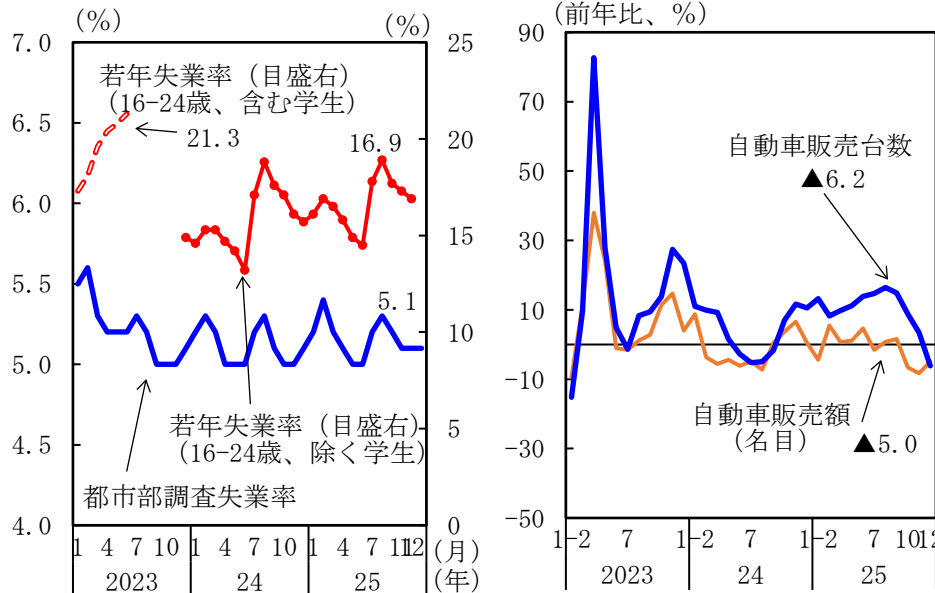 (%)
(%)
7.0
6.5
6.0
5.5
5.0
4.5
4.0
25
20
15
10
5
0
若年失業率（目盛右）
(16-24歳、含む学生)
21.3
16.9
5.1
若年失業率（目盛右）
(16-24歳、除く学生)
都市部調査失業率
1 4 7 10 1 4 7 10 1 4 7 11 12 (月)
2023 24 25 (年)
(前年比、%)
90
70
50
30
10
-10
-30
-50
自動車販売台数
▲6.2
自動車販売額
(名目)
▲5.0
1-2 7 1-2 7 1-2 7 10 12
2023 24 25